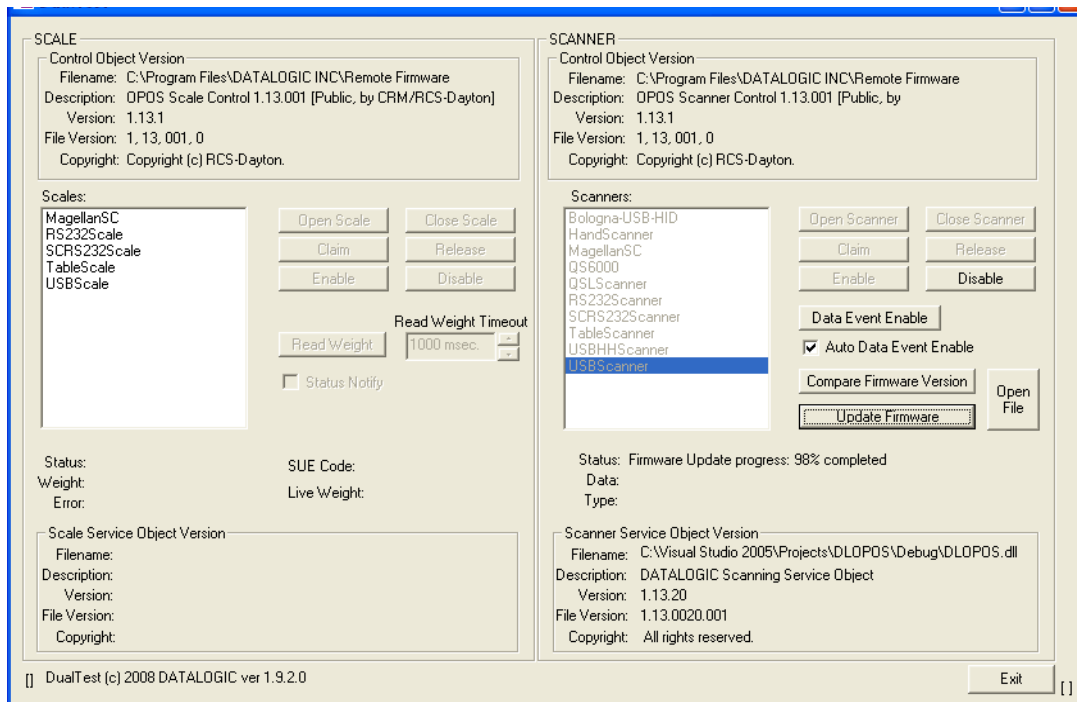 SCALE
Control Object Version
Filename: C:\Program Files\DATALOGIC INC\Remote Firmware
Description: OPOS Scale Control 1.13.001 [Public, by CRM/RCS-Dayton]
Version: 1.13.1
File Version: 1, 13, 001, 0
Copyright: Copyright (c) RCS-Dayton.
Scales:
MagellanSC
RS232Scale
SCRS232Scale
TableScale
USBScale
Open Scale Close Scale
Claim Release
Enable Disable
Read Weight Timeout
Read Weight 1000 msec.
Status Notify
Status:
Weight:
Error:
SUE Code:
Live Weight:
Scale Service Object Version
Filename:
Description:
Version:
File Version:
Copyright:
SCANNER
Control Object Version
Filename: C:\Program Files\DATALOGIC INC\Remote Firmware
Description: OPOS Scanner Control 1.13.001 [Public, by
Version: 1.13.1
File Version: 1, 13, 001, 0
Copyright: Copyright (c) RCS-Dayton.
Scanners:
Bologna-USB-HID
HandScanner
MagellanSC
QS6000
QSLScanner
RS232Scanner
SCRS232Scanner
TableScanner
USBHHScanner
USBScanner
Open Scanner Close Scanner
Claim Release
Enable Disable
Data Event Enable
Auto Data Event Enable
Compare Firmware Version
Update Firmware
Open
File
Status: Firmware Update progress: 98% completed
Data:
Type:
Scanner Service Object Version
Filename: C:\Visual Studio 2005\Projects\DLOPOS\Debug\DLOPOS.dll
Description: DATALOGIC Scanning Service Object
Version: 1.13.20
File Version: 1.13.0020.001
Copyright: All rights reserved.
[] DualTest (c) 2008 DATALOGIC ver 1.9.2.0
Exit
[ ]